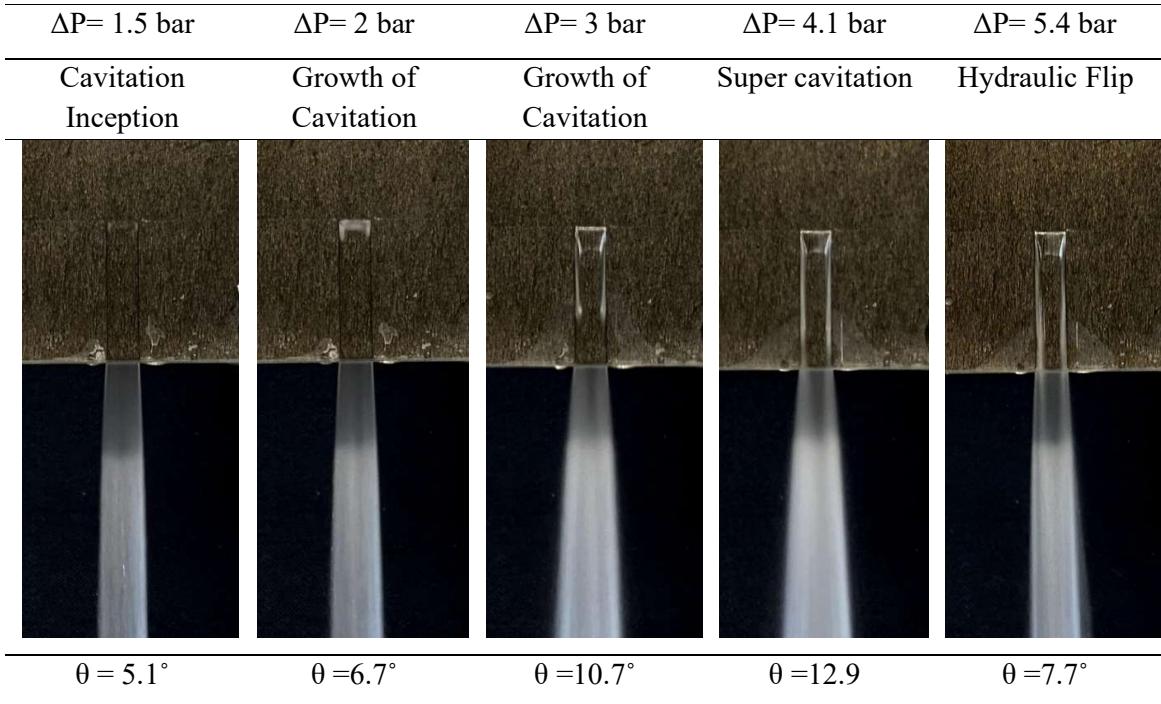 ΔP= 1.5 bar ΔP= 2 bar ΔP= 3 bar ΔP= 4.1 bar ΔP= 5.4 bar
Cavitation Growth of Growth of Super cavitation Hydraulic Flip
Inception Cavitation Cavitation
θ = 5.1˚ θ =6.7˚ θ =10.7˚ θ =12.9 θ =7.7˚